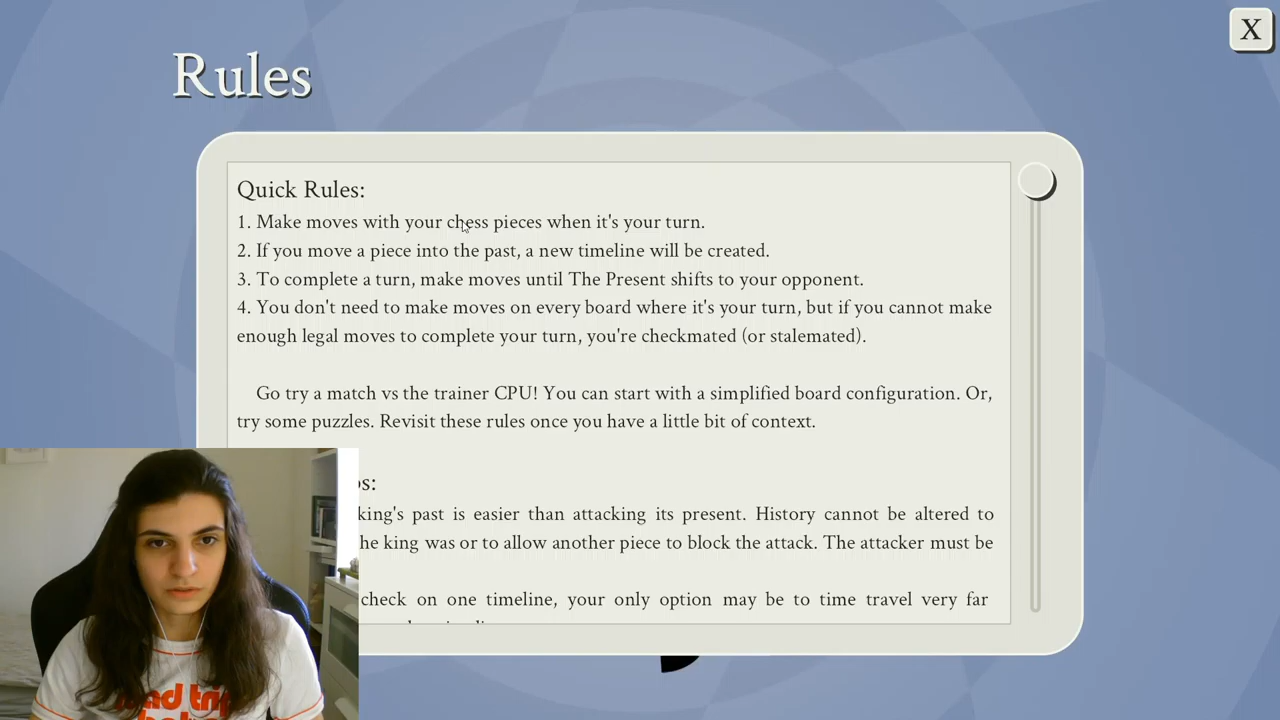 X
Rules
Quick Rules:
1. Make moves with your chess pieces when it's your turn.
2. If you move a piece into the past, a new timeline will be created.
3. To complete a turn, make moves until The Present shifts to your opponent.
4. You don't need to make moves on every board where it's your turn, but if you cannot make
enough legal moves to complete your turn, you're checkmated (or stalemated).
Go try a match vs the trainer CPU! You can start with a simplified board configuration. Or,
try some puzzles. Revisit these rules once you have a little bit of context.
king's past is easier than attacking its present. History cannot be altered to
the king was or to allow another piece to block the attack. The attacker must be
check on one timeline, your only option may be to time travel very far